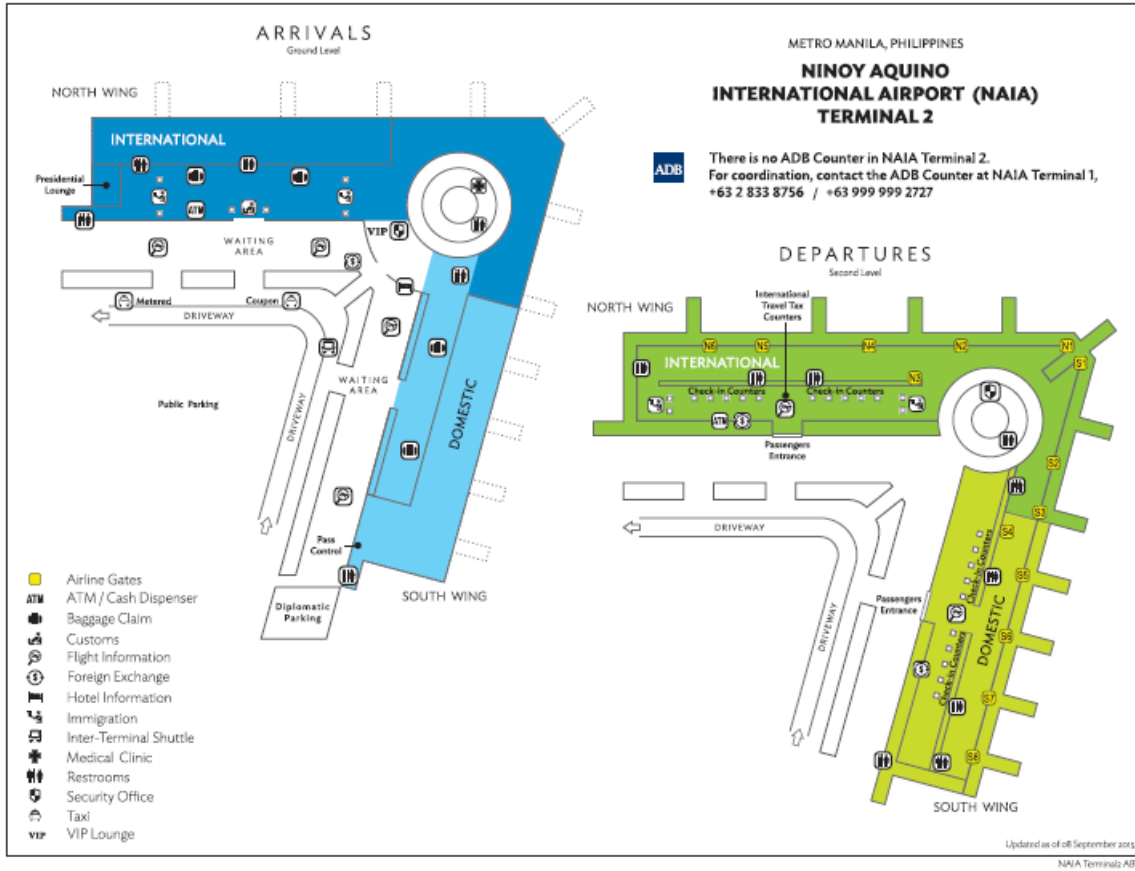 ARRIVALS
Ground Level
NORTH WING
INTERNATIONAL
Presidential
Lounge
ATM
VIP
WAITING
AREA
Metered
Coupon
DRIVEWAY
WAITING
AREA
Public Parking
DRIVEWAY
DOMESTIC
Pass
Control
Diplomatic
Parking
SOUTH WING
Airline Gates
ATM ATM / Cash Dispenser
Baggage Claim
Customs
Flight Information
Foreign Exchange
Hotel Information
Immigration
Inter-Terminal Shuttle
Medical Clinic
Restrooms
Security Office
Taxi
VIP VIP Lounge
METRO MANILA, PHILIPPINES
NINOY AQUINO
INTERNATIONAL AIRPORT (NAIA)
TERMINAL 2
ADB
There is no ADB Counter in NAIA Terminal 2.
For coordination, contact the ADB Counter at NAIA Terminal 1,
+63 2 833 8756 / +63 999 999 2727
DEPARTURES
Second Level
International
Travel Tax
Counters
NORTH WING
N6
N5
N4
N2
N1
S1
INTERNATIONAL
N3
Check-in Counters
Check-in Counters
ATM
Passengers
Entrance
S2
S3
S4
Check-in Counters
S5
DRIVEWAY
Passengers
Entrance
DRIVEWAY
DOMESTIC
S6
Check-in Counters
S7
S8
SOUTH WING
Updated as of 08 September 2015
NAIA Terminal2 AB